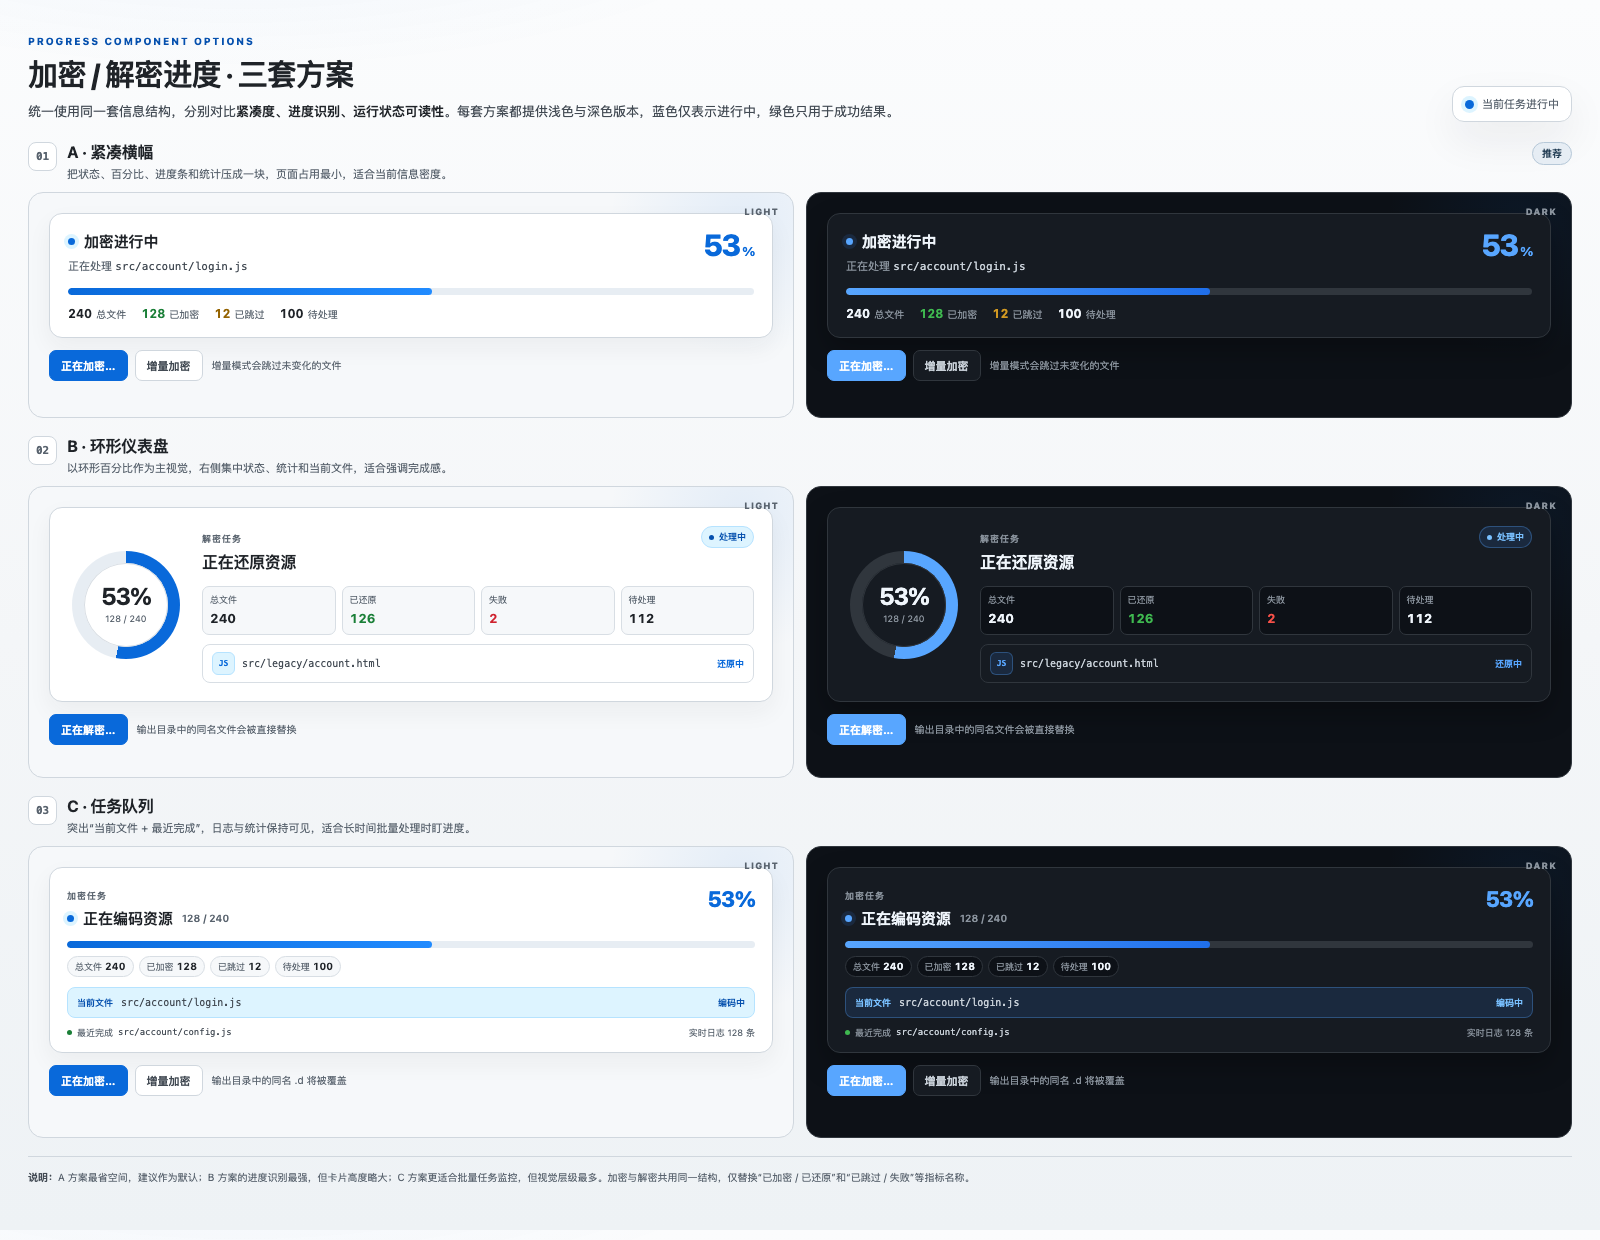 PROGRESS COMPONENT OPTIONS
加密 / 解密进度 · 三套方案
统一使用同一套信息结构，分别对比紧凑度、进度识别、运行状态可读性。每套方案都提供浅色与深色版本，蓝色仅表示进行中，绿色只用于成功结果。
当前任务进行中
01
A · 紧凑横幅
推荐
把状态、百分比、进度条和统计压成一块，页面占用最小，适合当前信息密度。
LIGHT
加密进行中
53%
正在处理 src/account/login.js
240 总文件 128 已加密 12 已跳过 100 待处理
正在加密... 增量加密 增量模式会跳过未变化的文件
DARK
加密进行中
53%
正在处理 src/account/login.js
240 总文件 128 已加密 12 已跳过 100 待处理
正在加密... 增量加密 增量模式会跳过未变化的文件
02
B · 环形仪表盘
以环形百分比作为主视觉，右侧集中状态、统计和当前文件，适合强调完成感。
LIGHT
53%
128 / 240
解密任务
处理中
正在还原资源
总文件 已还原 失败 待处理
240 126 2 112
JS src/legacy/account.html 还原中
正在解密... 输出目录中的同名文件会被直接替换
DARK
53%
128 / 240
解密任务
处理中
正在还原资源
总文件 已还原 失败 待处理
240 126 2 112
JS src/legacy/account.html 还原中
正在解密... 输出目录中的同名文件会被直接替换
03
C · 任务队列
突出“当前文件 + 最近完成”，日志与统计保持可见，适合长时间批量处理时盯进度。
LIGHT
加密任务
53%
正在编码资源 128 / 240
总文件 240 已加密 128 已跳过 12 待处理 100
当前文件 src/account/login.js 编码中
最近完成 src/account/config.js 实时日志 128 条
正在加密... 增量加密 输出目录中的同名 .d 将被覆盖
DARK
加密任务
53%
正在编码资源 128 / 240
总文件 240 已加密 128 已跳过 12 待处理 100
当前文件 src/account/login.js 编码中
最近完成 src/account/config.js 实时日志 128 条
正在加密... 增量加密 输出目录中的同名 .d 将被覆盖
说明：A 方案最省空间，建议作为默认；B 方案的进度识别最强，但卡片高度略大；C 方案更适合批量任务监控，但视觉层级最多。加密与解密共用同一结构，仅替换“已加密 / 已还原”和“已跳过 / 失败”等指标名称。